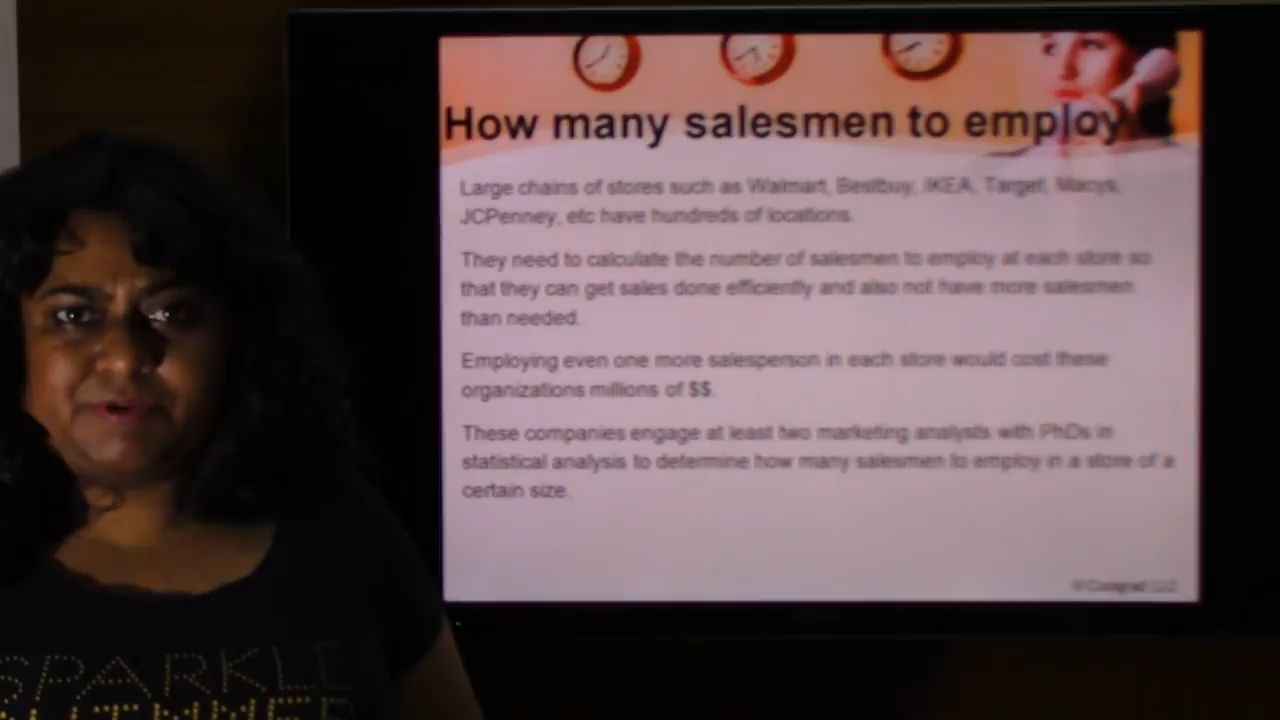 How many salesmen to employ
Large chains of stores such as Walmart, Bestbuy, IKEA, Target, Macys,
JCPenney, etc have hundreds of locations.
They need to calculate the number of salesmen to employ at each store so
that they can get sales done efficiently and also not have more salesmen
than needed.
Employing even one more salesperson in each store would cost these
organizations millions of $$.
These companies engage at least two marketing analysts with PhDs in
statistical analysis to determine how many salesmen to employ in a store of a
certain size.
© LLC
SPARKLE